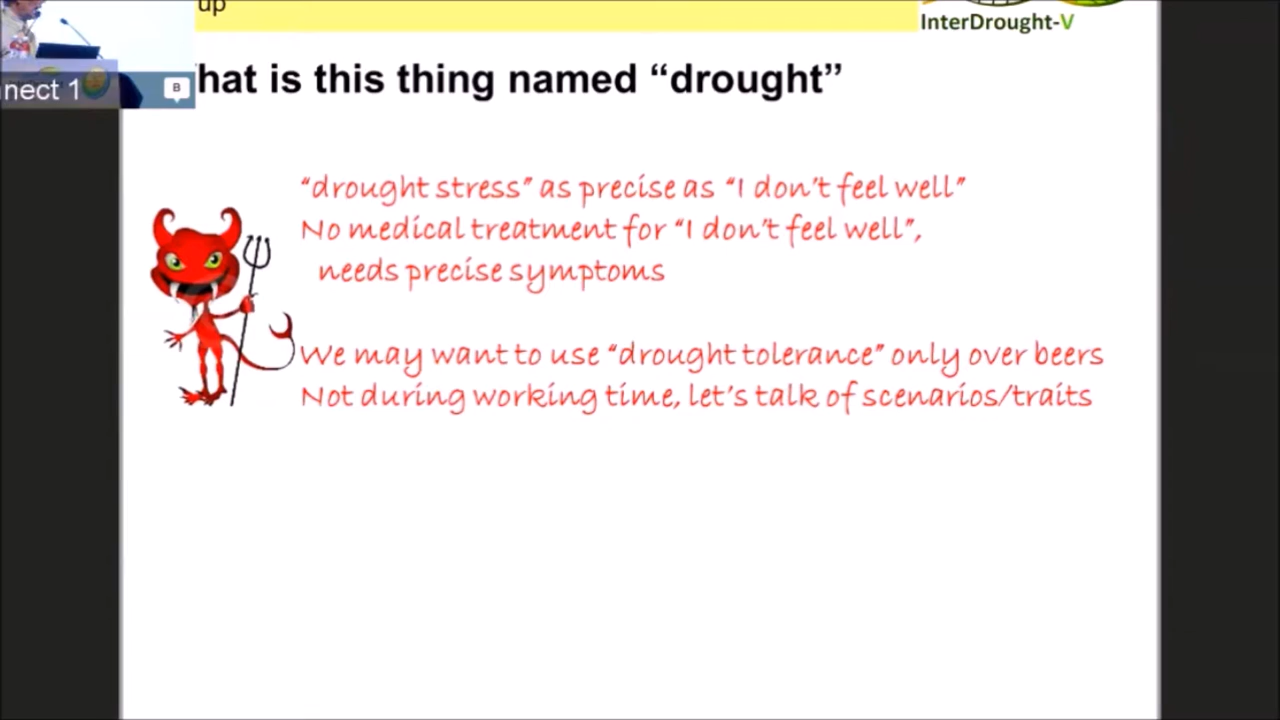 up
InterDrought-V
nnect 1
B
hat is this thing named “drought”
“drought stress” as precise as “I don’t feel well”
No medical treatment for “I don’t feel well”,
needs precise symptoms
We may want to use “drought tolerance” only over beers
Not during working time, let’s talk of scenarios/traits